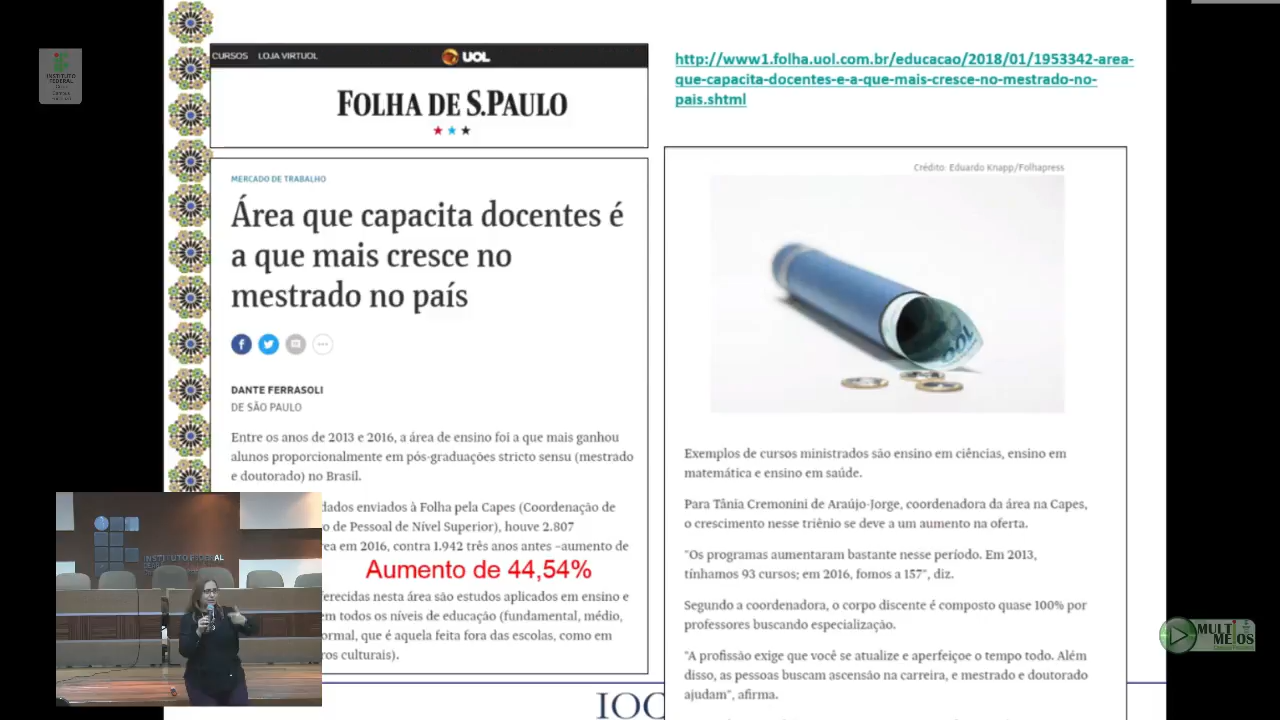 INSTITUTO
FEDERAL
CURSOS LOJA VIRTUAL
UOL
FOLHA DE S.PAULO
MERCADO DE TRABALHO
Área que capacita docentes é
a que mais cresce no
mestrado no país
DANTE FERRASOLI
DE SÃO PAULO
Entre os anos de 2013 e 2016, a área de ensino foi a que mais ganhou
alunos proporcionalmente em pós-graduações stricto sensu (mestrado
e doutorado) no Brasil.
dados enviados à Folha pela Capes (Coordenação de
o de Pessoal de Nível Superior), houve 2.807
ea em 2016, contra 1.942 três anos antes –aumento de
Aumento de 44,54%
ferecidas nesta área são estudos aplicados em ensino e
em todos os níveis de educação (fundamental, médio,
ormal, que é aquela feita fora das escolas, como em
ros culturais).
http://www1.folha.uol.com.br/educacao/2018/01/1953342-area-
que-capacita-docentes-e-a-que-mais-cresce-no-mestrado-no-
pais.shtml
Crédito: Eduardo Knapp/Folhapress
Exemplos de cursos ministrados são ensino em ciências, ensino em
matemática e ensino em saúde.
Para Tânia Cremonini de Araújo-Jorge, coordenadora da área na Capes,
o crescimento nesse triênio se deve a um aumento na oferta.
"Os programas aumentaram bastante nesse período. Em 2013,
tínhamos 93 cursos; em 2016, fomos a 157", diz.
Segundo a coordenadora, o corpo discente é composto quase 100% por
professores buscando especialização.
"A profissão exige que você se atualize e aperfeiçoe o tempo todo. Além
disso, as pessoas buscam ascensão na carreira, e mestrado e doutorado
ajudam", afirma.
IOC
INSTITUTO FEDERAL
MULTIMEIOS